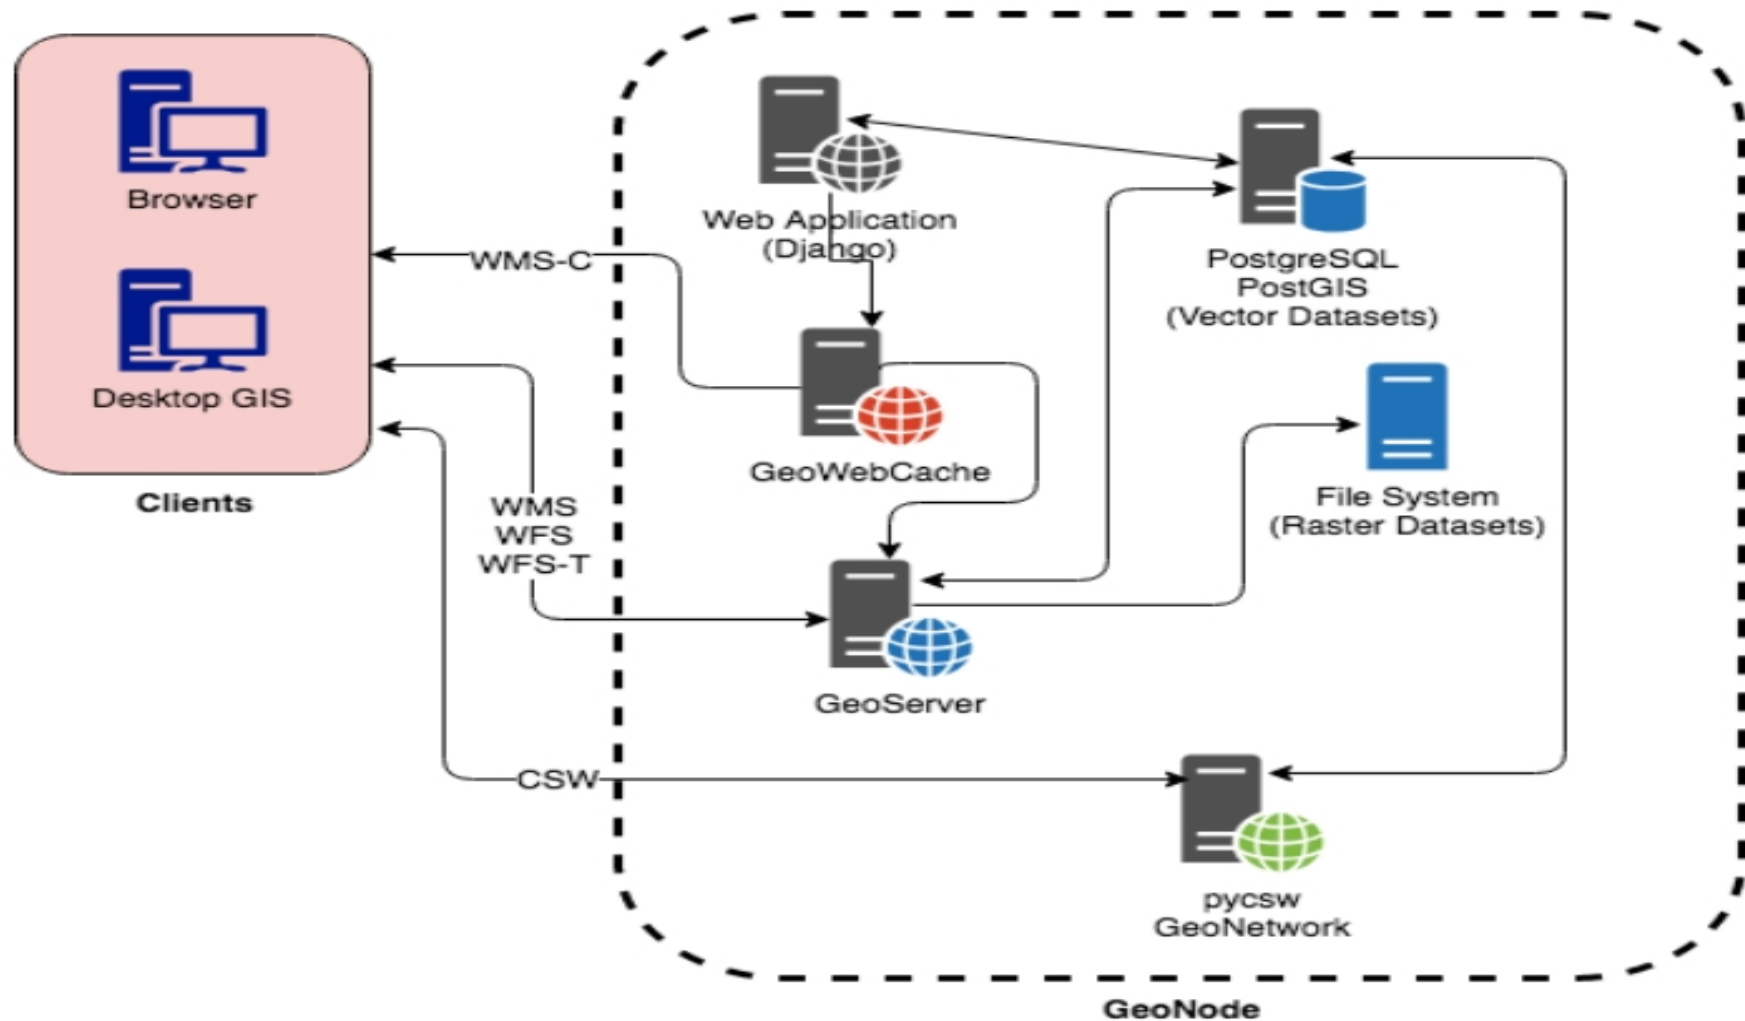 Browser
Desktop GIS
Clients
WMS-C
WMS
WFS
WFS-T
CSW
Web Application
(Django)
GeoWebCache
GeoServer
PostgreSQL
PostGIS
(Vector Datasets)
File System
(Raster Datasets)
pycsw
GeoNetwork
GeoNode